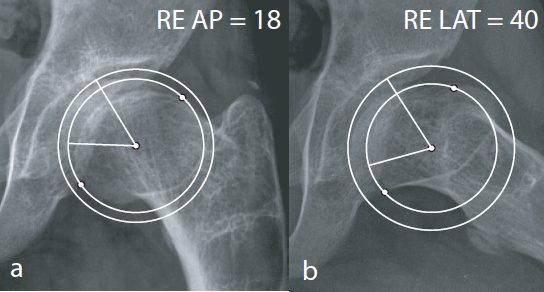 RE AP = 18
RE LAT = 40
a
b